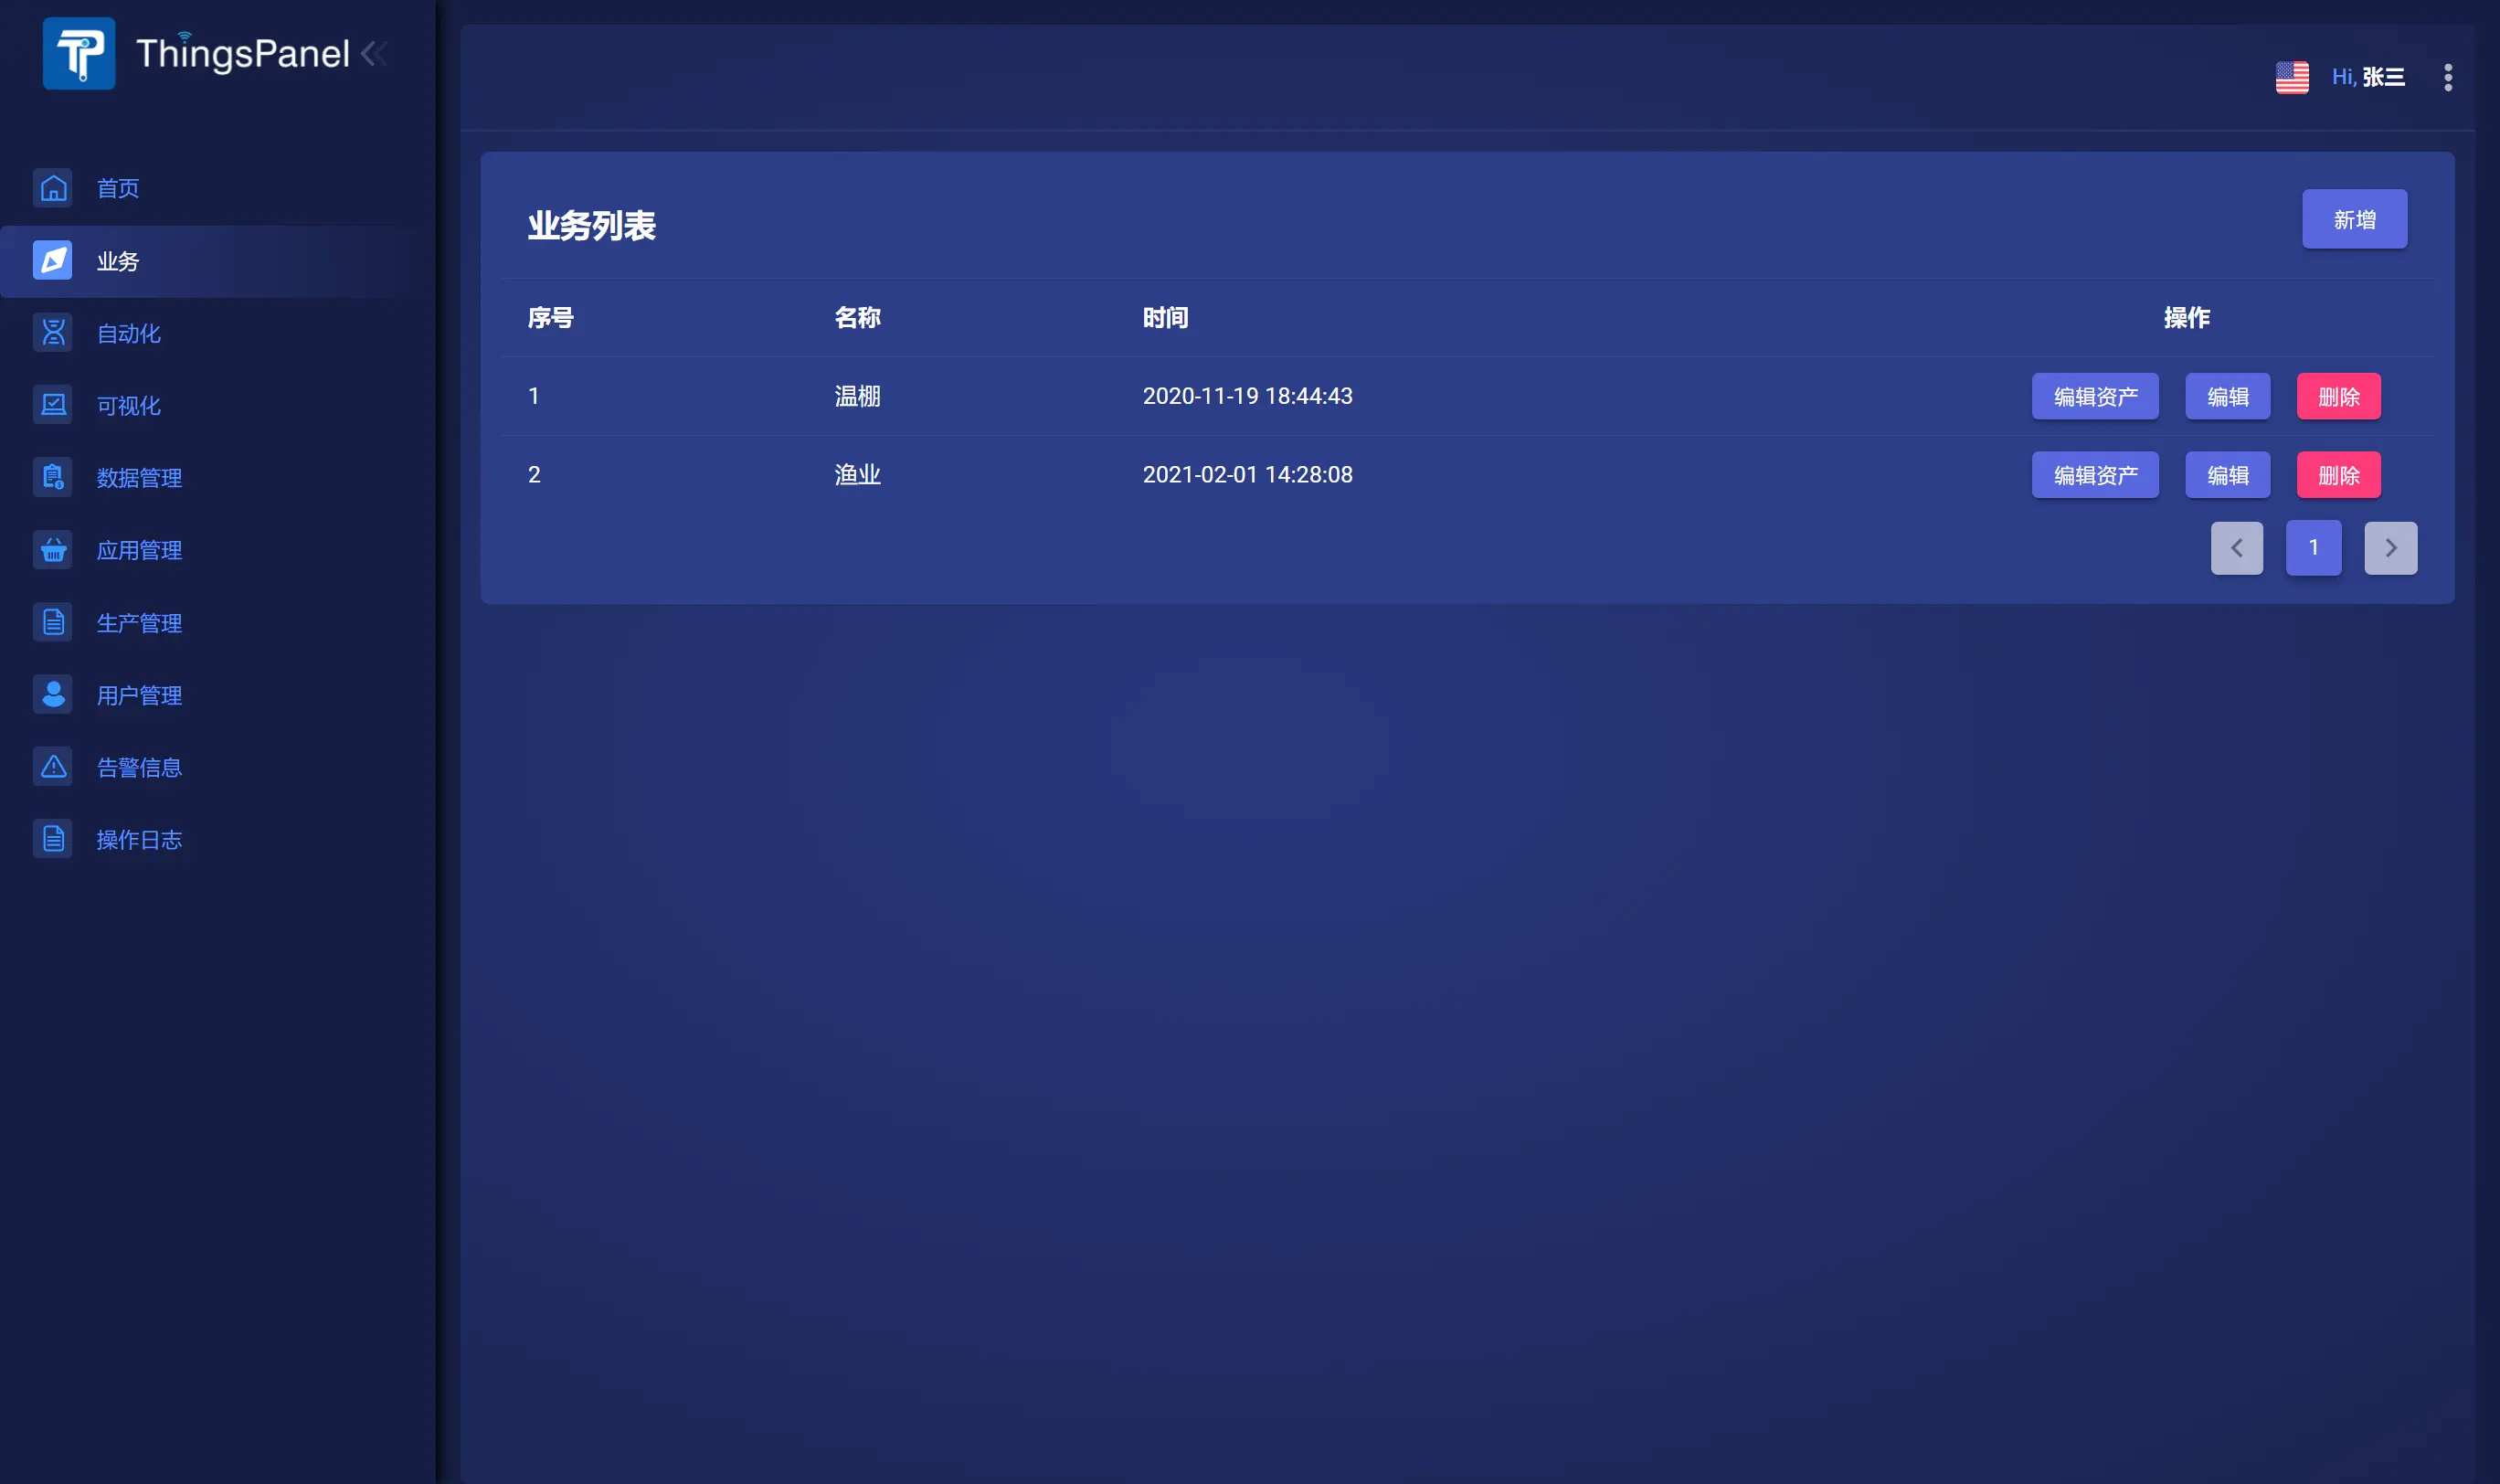 ThingsPanel
Hi, 张三
首页
业务
自动化
可视化
数据管理
应用管理
生产管理
用户管理
告警信息
操作日志
业务列表
新增
序号 名称 时间 操作
1 温棚 2020-11-19 18:44:43 编辑资产 编辑 删除
2 渔业 2021-02-01 14:28:08 编辑资产 编辑 删除
1